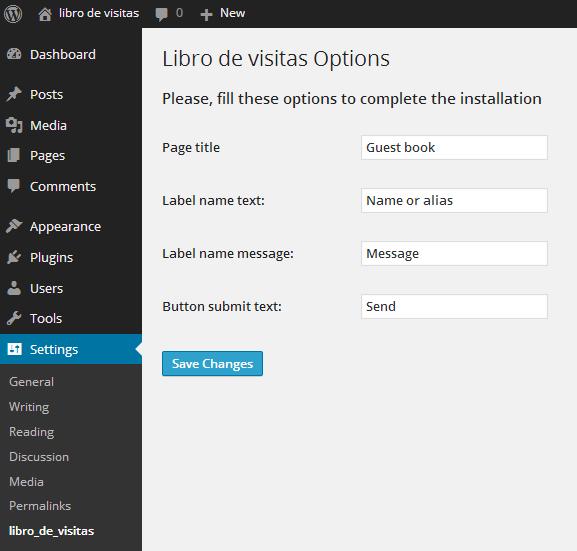 libro de visitas 0 New
Dashboard
Posts
Media
Pages
Comments
Appearance
Plugins
Users
Tools
Settings
General
Writing
Reading
Discussion
Media
Permalinks
libro_de_visitas
Libro de visitas Options
Please, fill these options to complete the installation
Page title Guest book
Label name text: Name or alias
Label name message: Message
Button submit text: Send
Save Changes